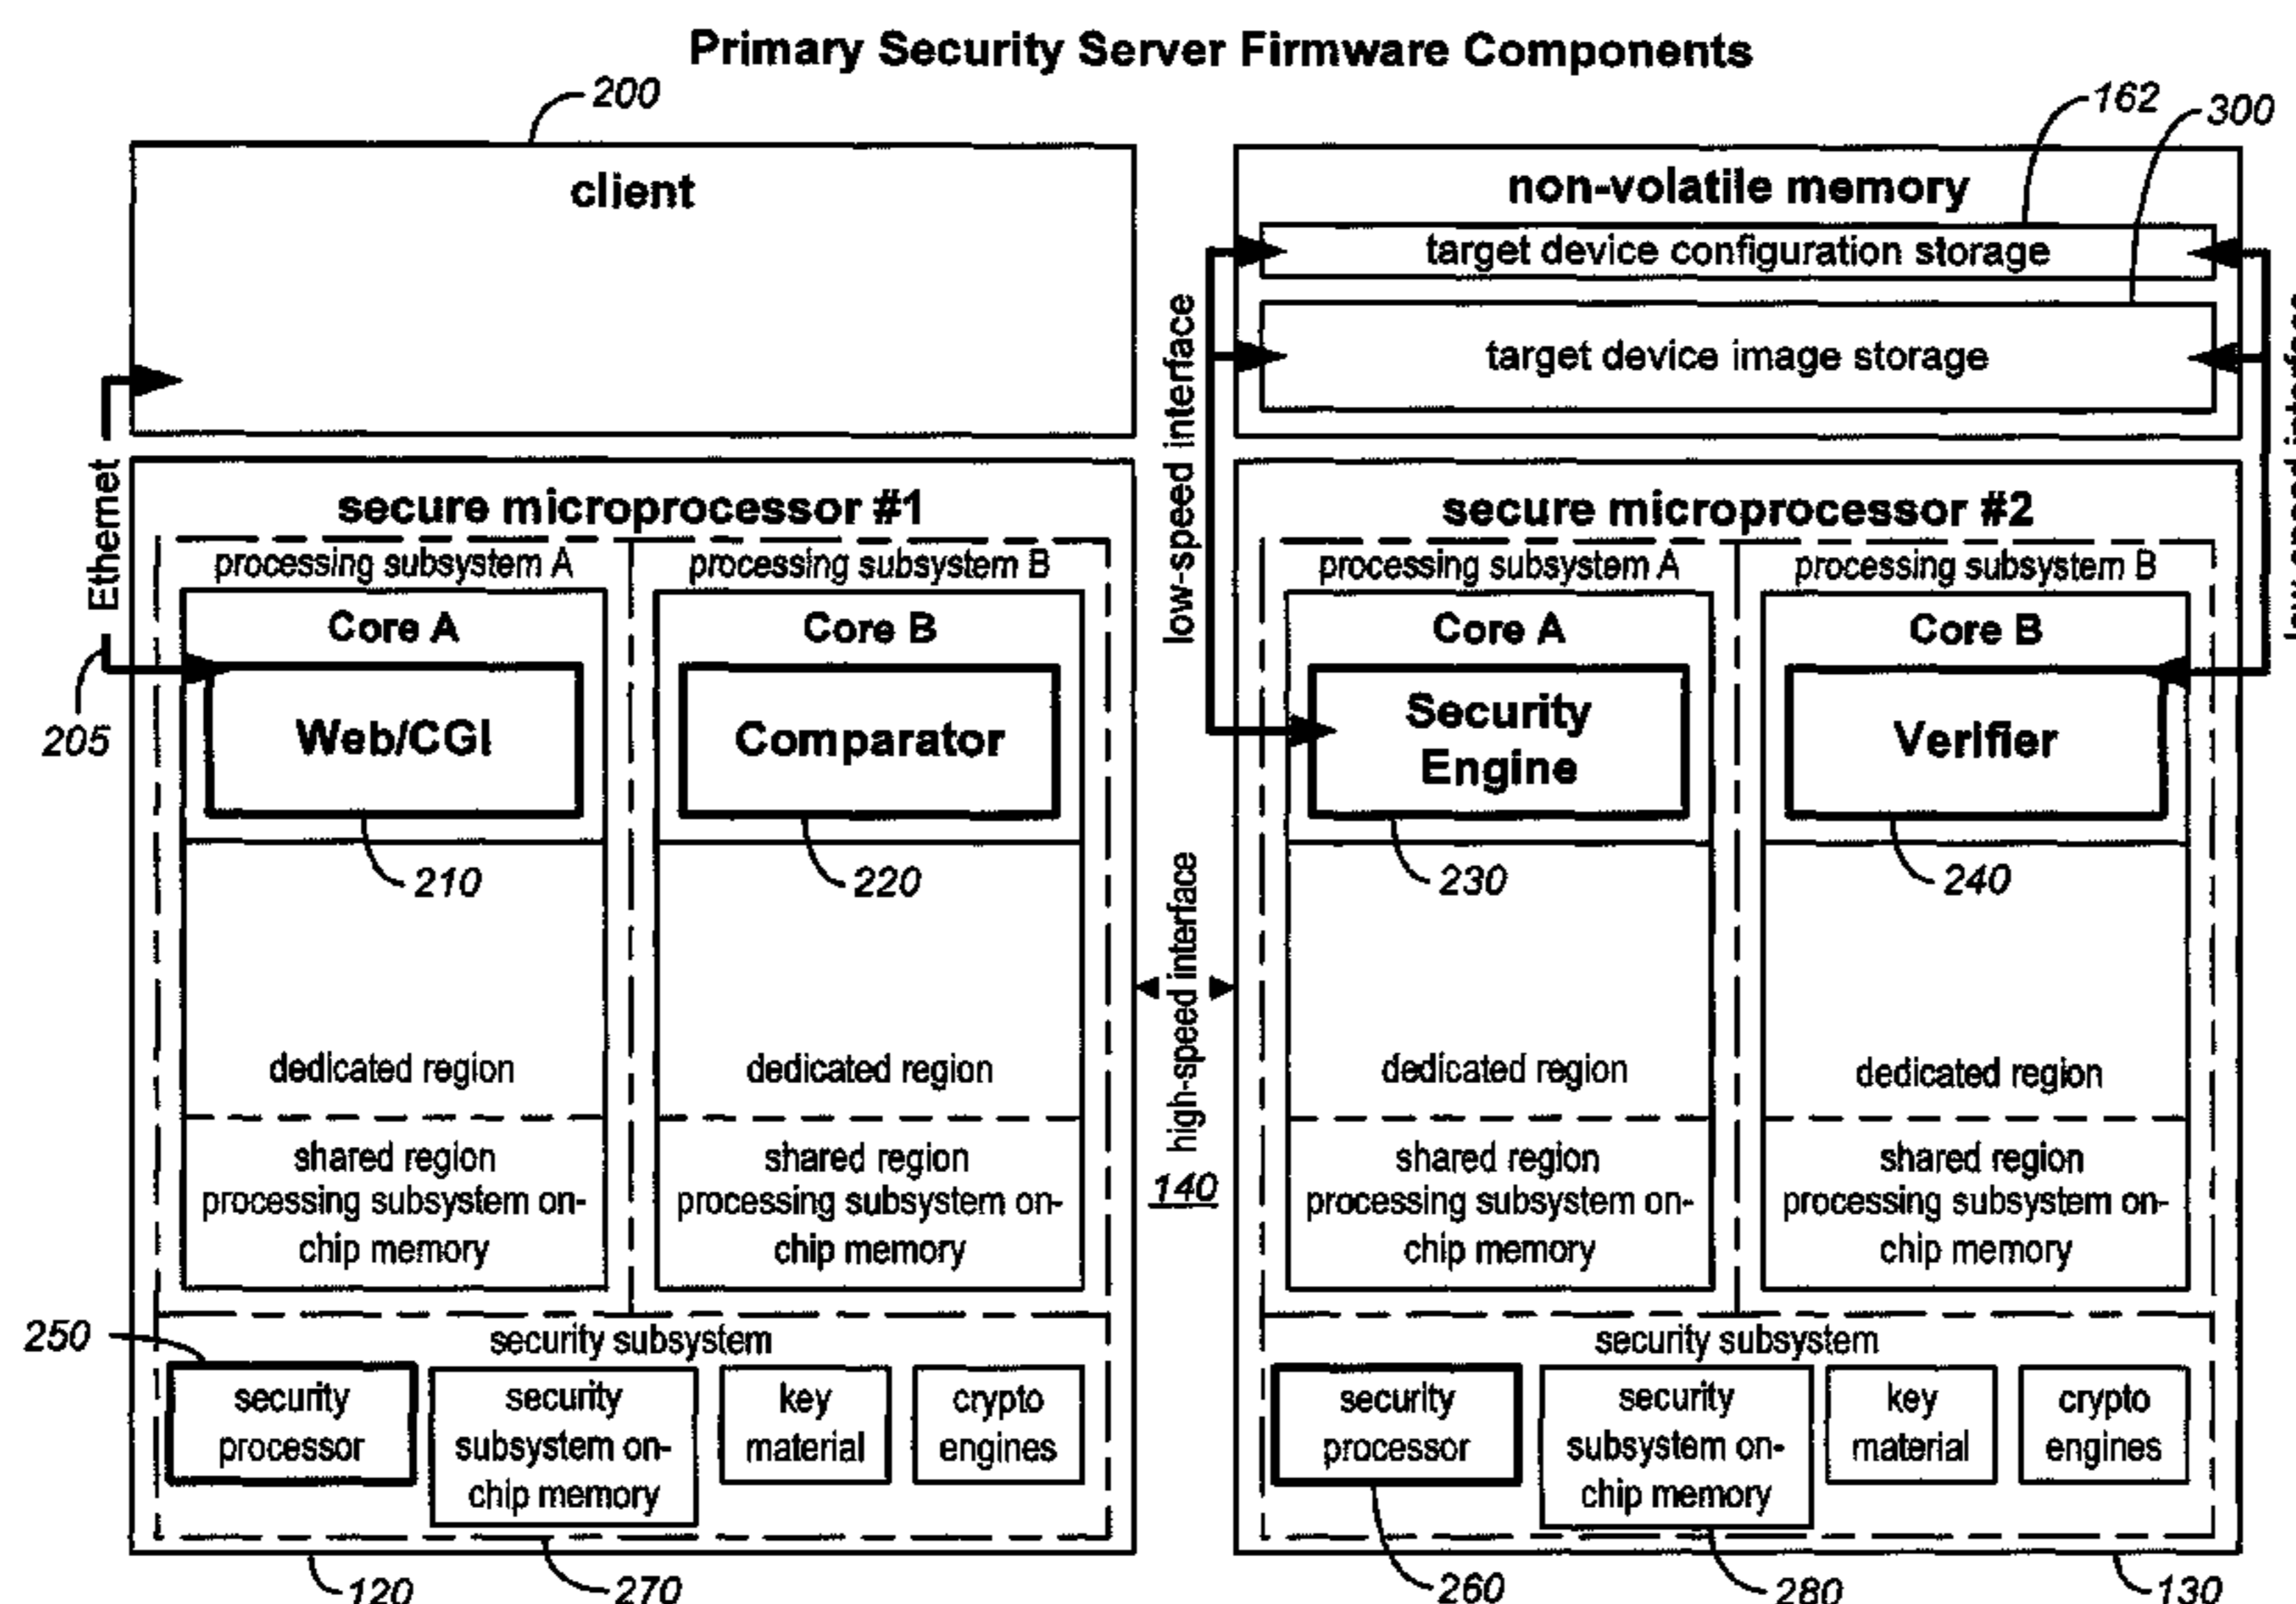 Primary Security Server Firmware Components
200
162
300
client
non-volatile memory
target device configuration storage
target device image storage
low-speed interface
Ethernet
205
secure microprocessor #1
processing subsystem A
processing subsystem B
Core A
Core B
Web/CGI
Comparator
210
220
dedicated region
dedicated region
shared region
processing subsystem on-
chip memory
shared region
processing subsystem on-
chip memory
250
security subsystem
security
processor
security
subsystem on-
chip memory
key
material
crypto
engines
120
270
high-speed interface
140
secure microprocessor #2
processing subsystem A
processing subsystem B
Core A
Core B
Security
Engine
Verifier
230
240
dedicated region
dedicated region
shared region
processing subsystem on-
chip memory
shared region
processing subsystem on-
chip memory
security subsystem
security
processor
security
subsystem on-
chip memory
key
material
crypto
engines
260
280
130